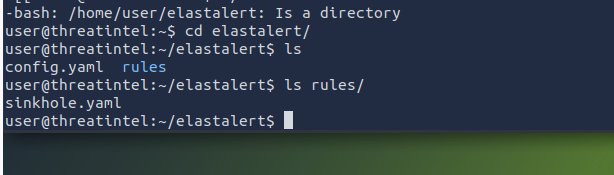 -bash: /home/user/elastalert: Is a directory
user@threatintel:~$ cd elastalert/
user@threatintel:~/elastalert$ ls
config.yaml  rules
user@threatintel:~/elastalert$ ls rules/
sinkhole.yaml
user@threatintel:~/elastalert$